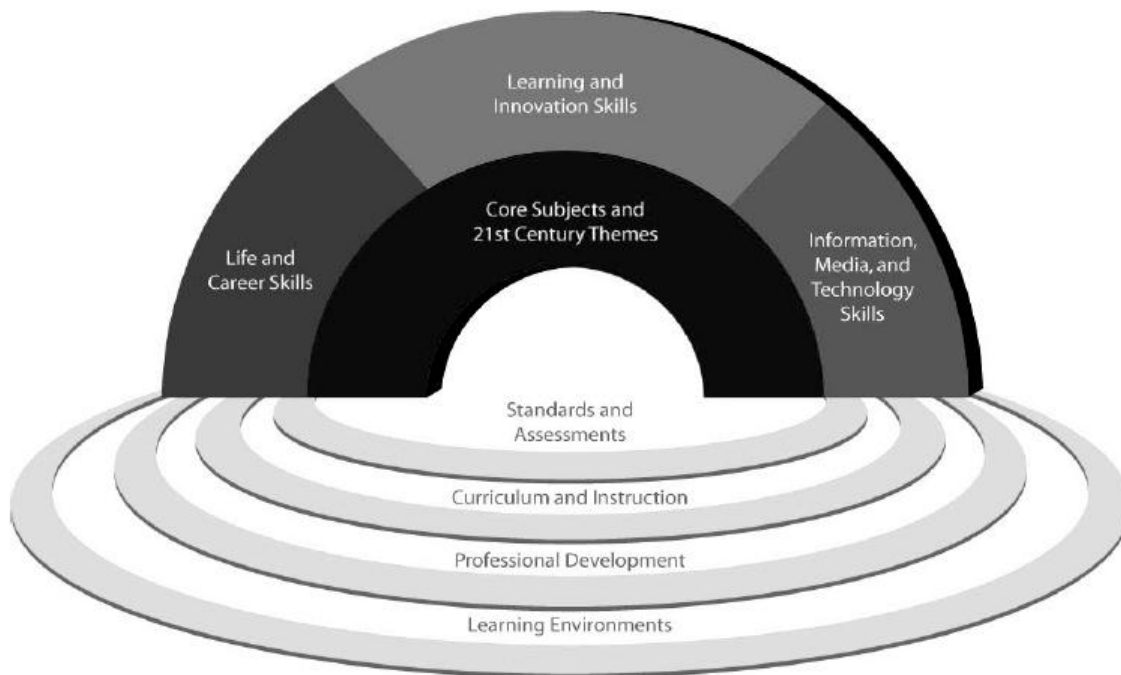 Learning and
Innovation Skills
Core Subjects and
21st Century Themes
Life and
Career Skills
Information,
Media, and
Technology
Skills
Standards and
Assessments
Curriculum and Instruction
Professional Development
Learning Environments